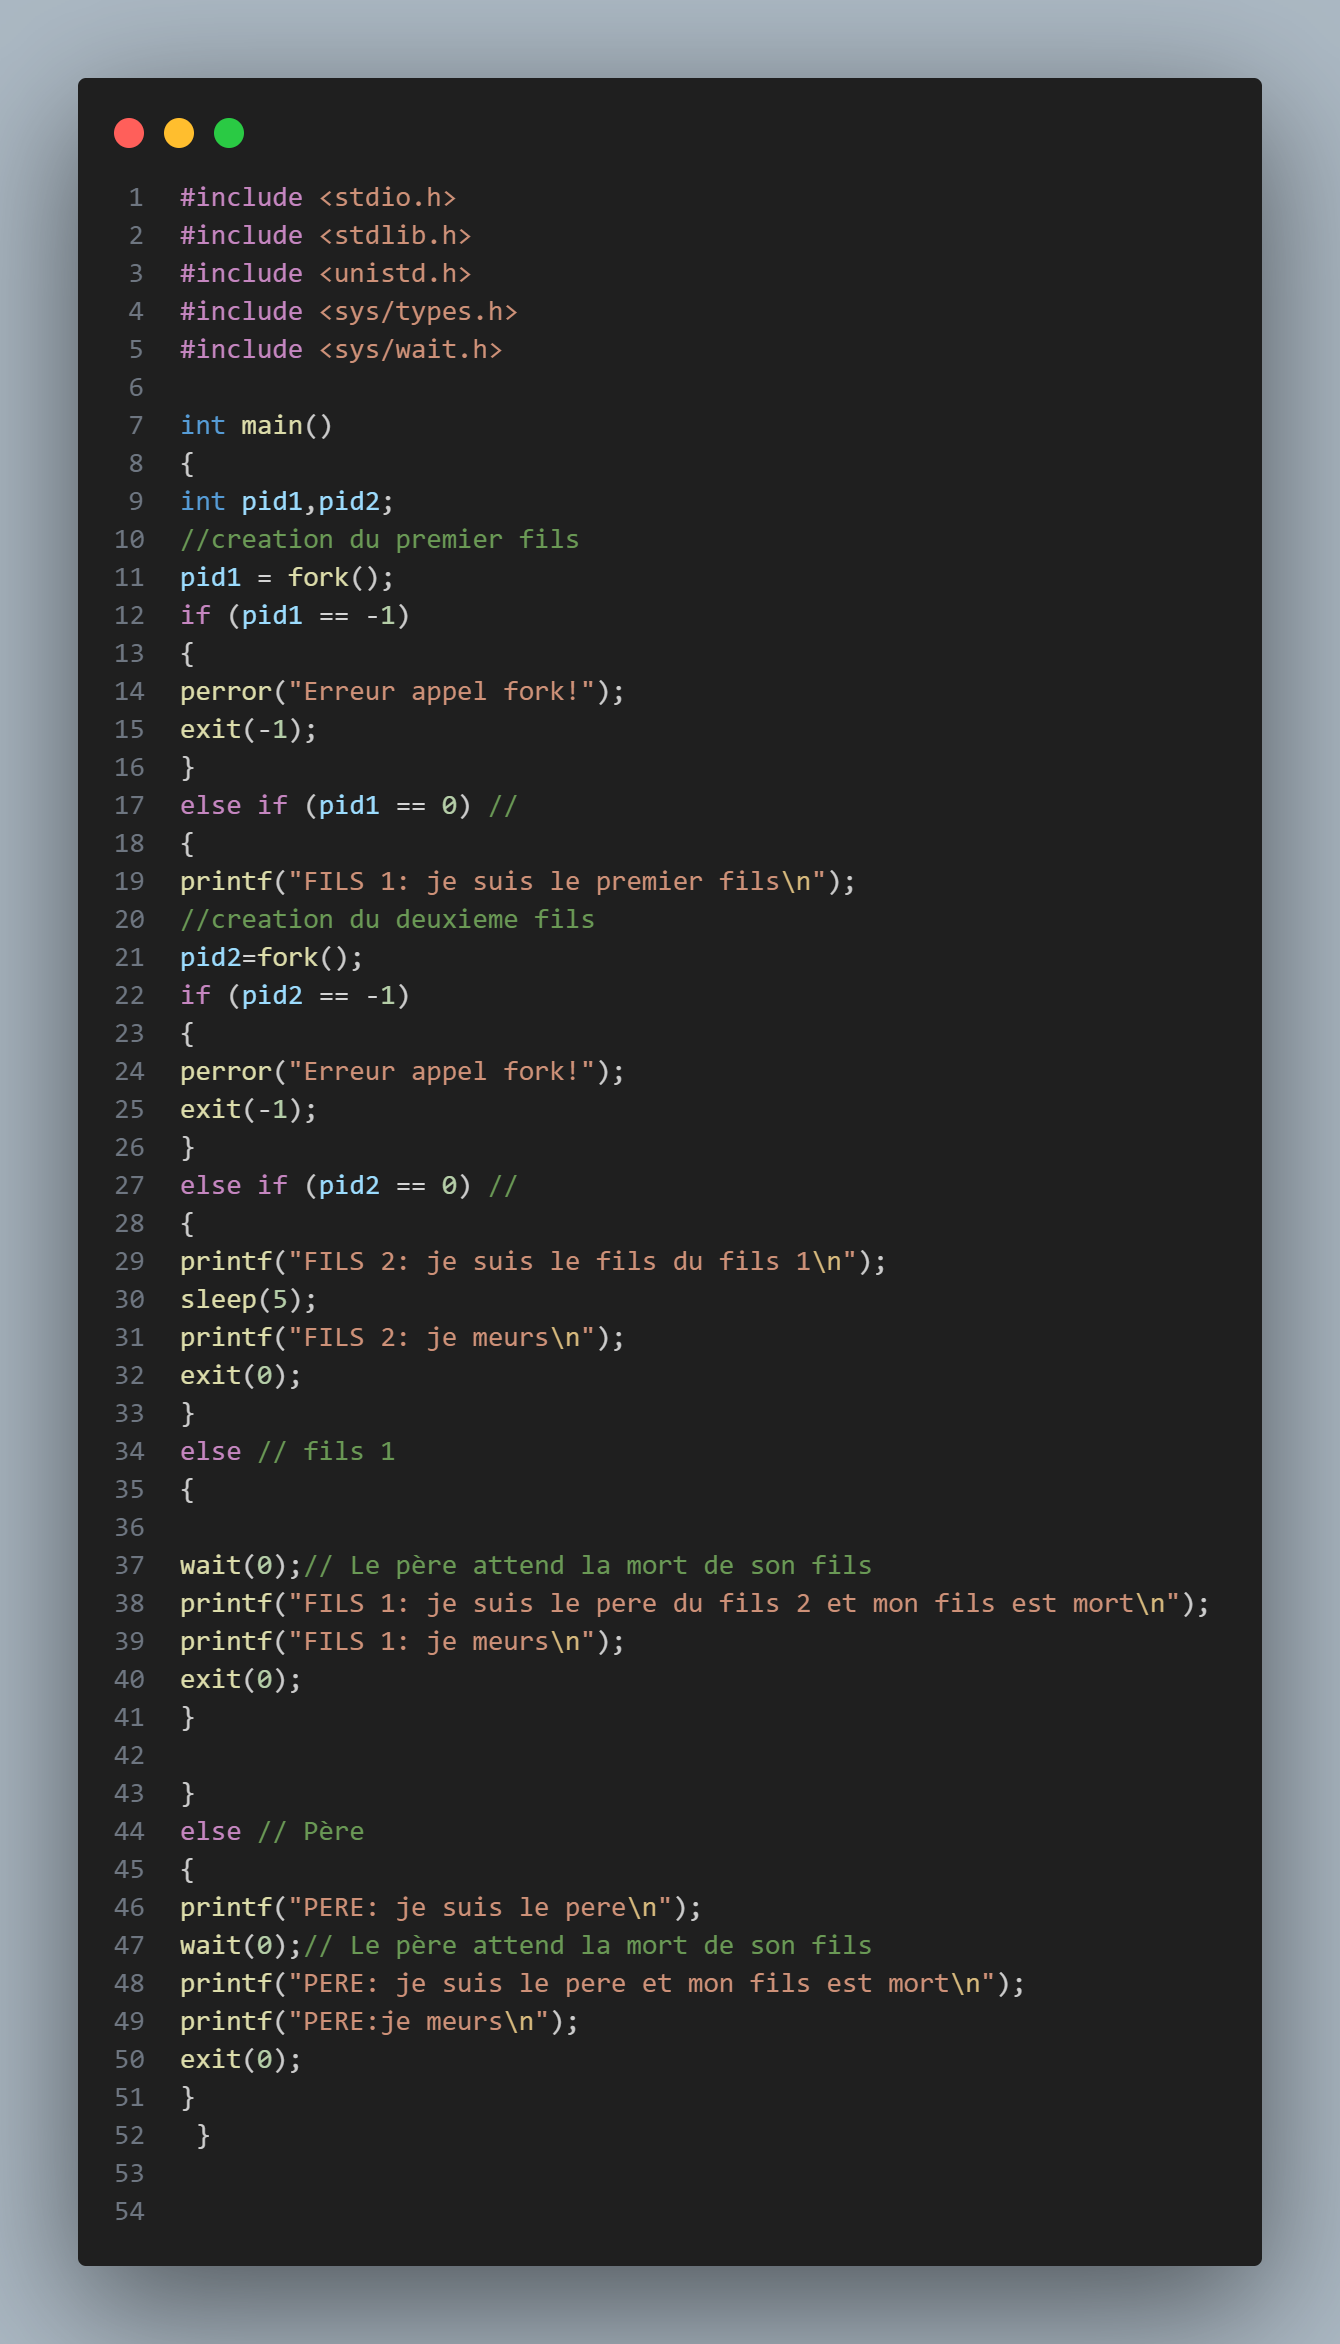 1 #include <stdio.h>
2 #include <stdlib.h>
3 #include <unistd.h>
4 #include <sys/types.h>
5 #include <sys/wait.h>
6
7 int main()
8 {
9 int pid1,pid2;
10 //creation du premier fils
11 pid1 = fork();
12 if (pid1 == -1)
13 {
14 perror("Erreur appel fork!");
15 exit(-1);
16 }
17 else if (pid1 == 0) //
18 {
19 printf("FILS 1: je suis le premier fils\n");
20 //creation du deuxieme fils
21 pid2=fork();
22 if (pid2 == -1)
23 {
24 perror("Erreur appel fork!");
25 exit(-1);
26 }
27 else if (pid2 == 0) //
28 {
29 printf("FILS 2: je suis le fils du fils 1\n");
30 sleep(5);
31 printf("FILS 2: je meurs\n");
32 exit(0);
33 }
34 else // fils 1
35 {
36
37 wait(0);// Le père attend la mort de son fils
38 printf("FILS 1: je suis le pere du fils 2 et mon fils est mort\n");
39 printf("FILS 1: je meurs\n");
40 exit(0);
41 }
42
43 }
44 else // Père
45 {
46 printf("PERE: je suis le pere\n");
47 wait(0);// Le père attend la mort de son fils
48 printf("PERE: je suis le pere et mon fils est mort\n");
49 printf("PERE:je meurs\n");
50 exit(0);
51 }
52  }
53
54